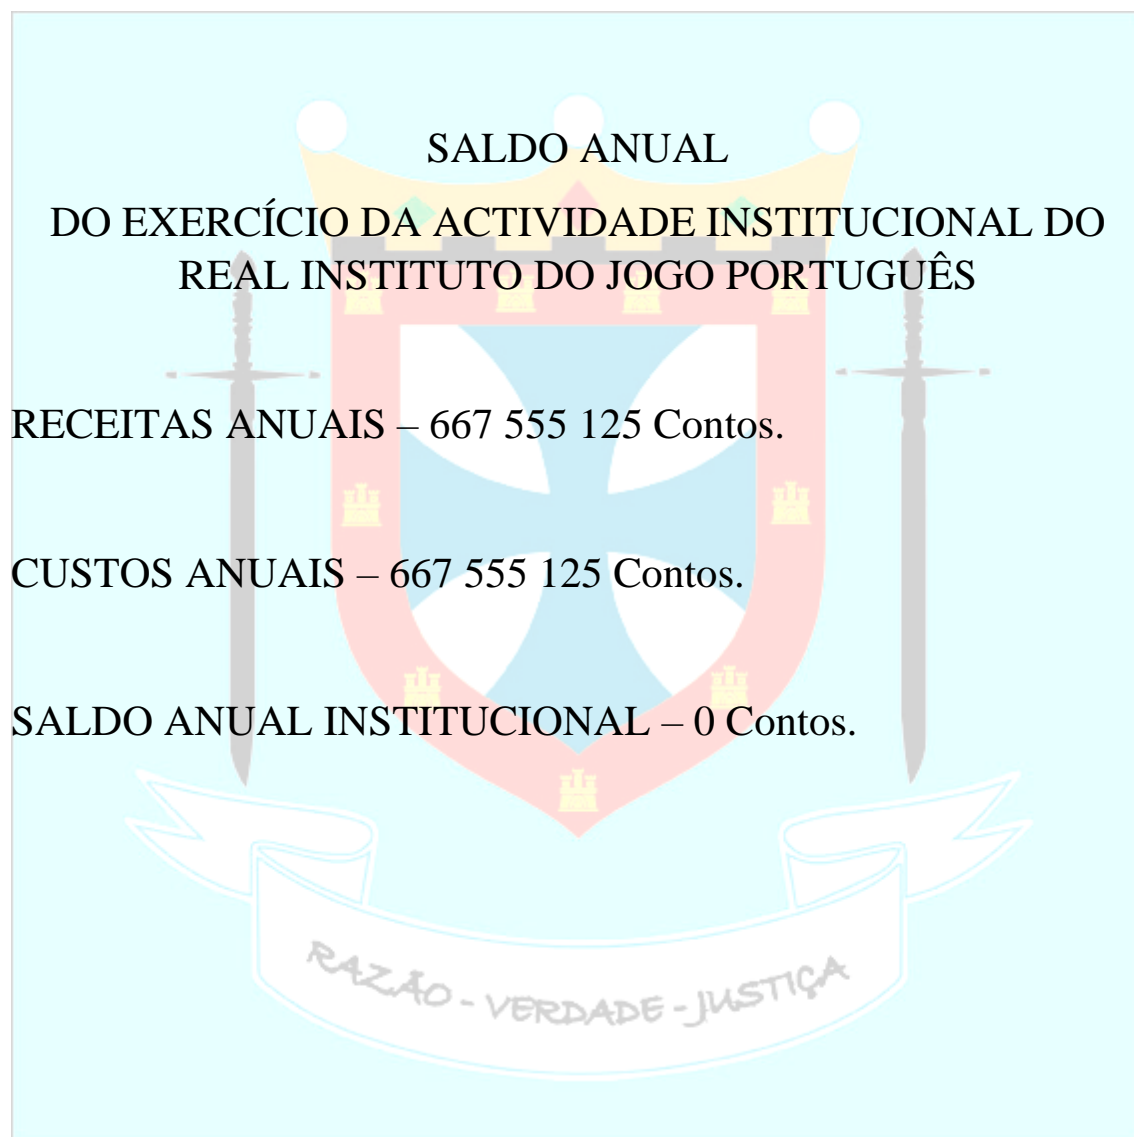 SALDO ANUAL
DO EXERCÍCIO DA ACTIVIDADE INSTITUCIONAL DO
REAL INSTITUTO DO JOGO PORTUGUÊS
RECEITAS ANUAIS – 667 555 125 Contos.
CUSTOS ANUAIS – 667 555 125 Contos.
SALDO ANUAL INSTITUCIONAL – 0 Contos.
RAZÃO - VERDADE - JUSTIÇA